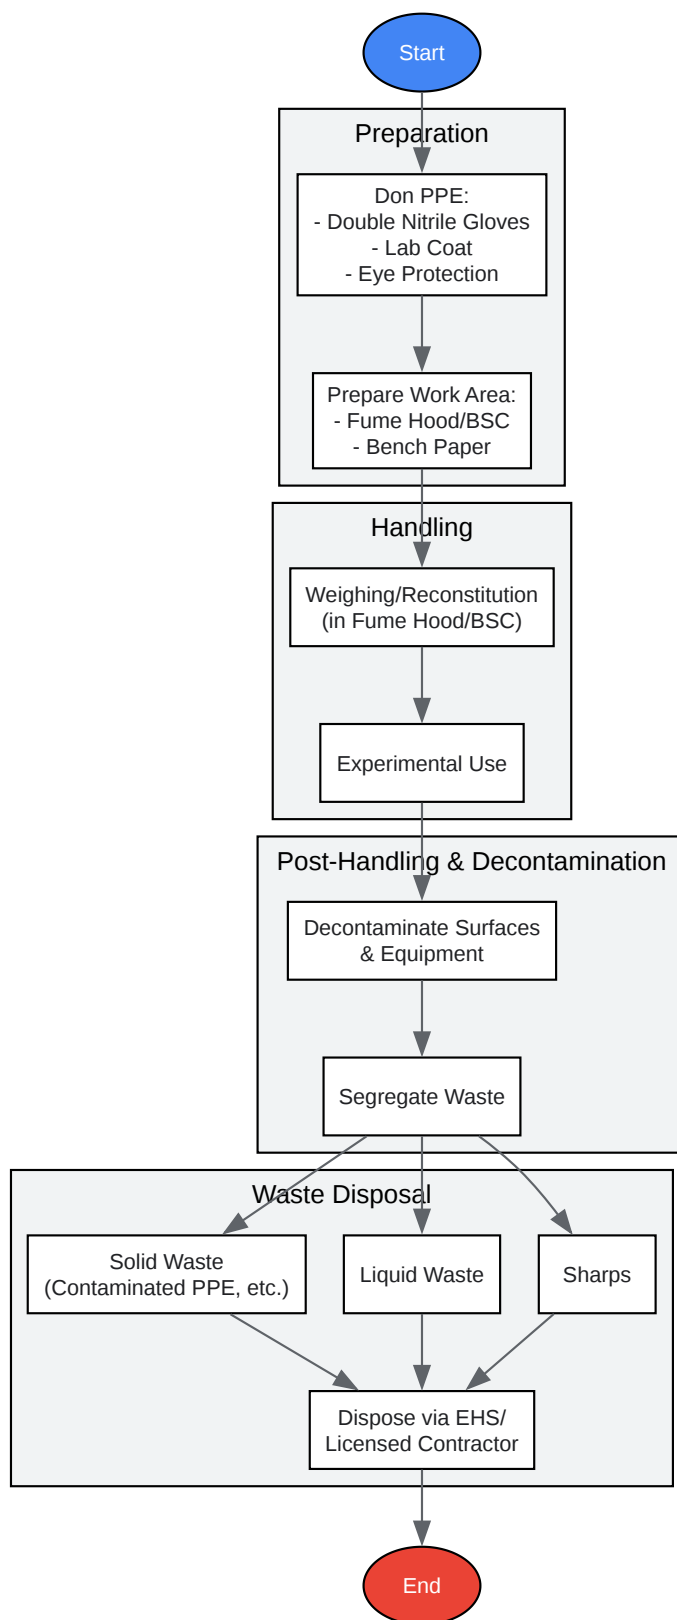 Start
Preparation
Don PPE:
- Double Nitrile Gloves
- Lab Coat
- Eye Protection
Prepare Work Area:
- Fume Hood/BSC
- Bench Paper
Handling
Weighing/Reconstitution
(in Fume Hood/BSC)
Experimental Use
Post-Handling & Decontamination
Decontaminate Surfaces
& Equipment
Segregate Waste
Waste Disposal
Solid Waste
(Contaminated PPE, etc.)
Liquid Waste
Sharps
Dispose via EHS/
Licensed Contractor
End